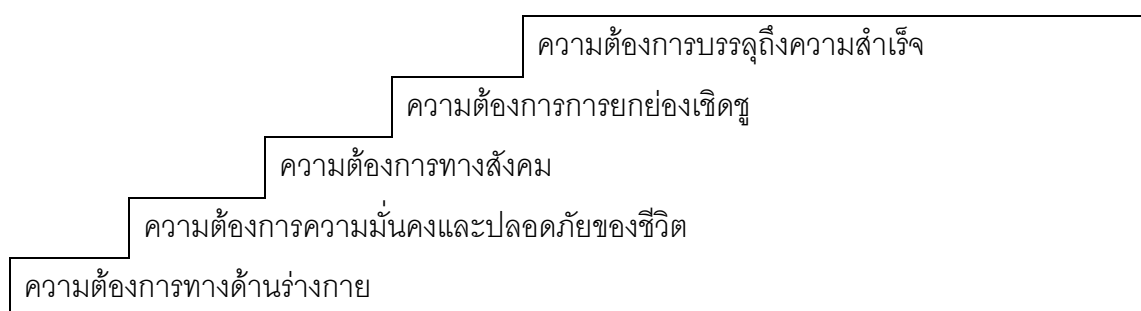 ความต้องการบรรลุถึงความสำเร็จ
ความต้องการการยกย่องเชิดชู
ความต้องการทางสังคม
ความต้องการความมั่นคงและปลอดภัยของชีวิต
ความต้องการทางด้านร่างกาย